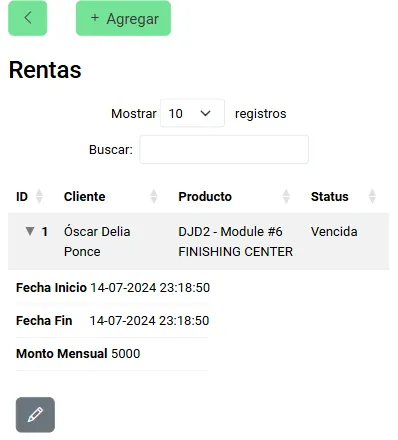 + Agregar
Rentas
Mostrar 10 registros
Buscar:
ID Cliente Producto Status
1 Óscar Delia Ponce DJD2 - Module #6 FINISHING CENTER Vencida
Fecha Inicio 14-07-2024 23:18:50
Fecha Fin 14-07-2024 23:18:50
Monto Mensual 5000